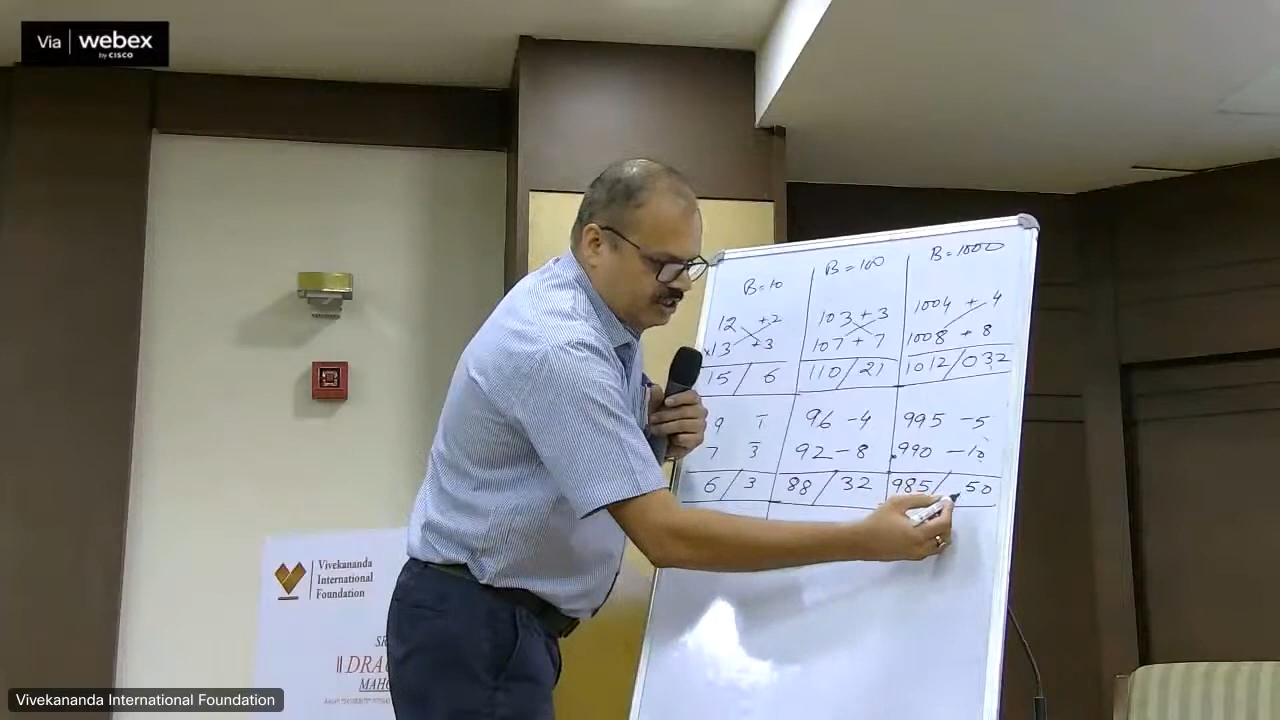 Via webex
by CISCO
B=10
12 +2
x13 +3
15/6
9 1̅
7 3̅
6/3
B=100
103+3
107+7
110/21
96 -4
92-8
88/32
B=1000
1004 +4
1008 +8
1012/032
995 -5
990 -10
985/ 50
Vivekananda
International
Foundation
Vivekananda International Foundation